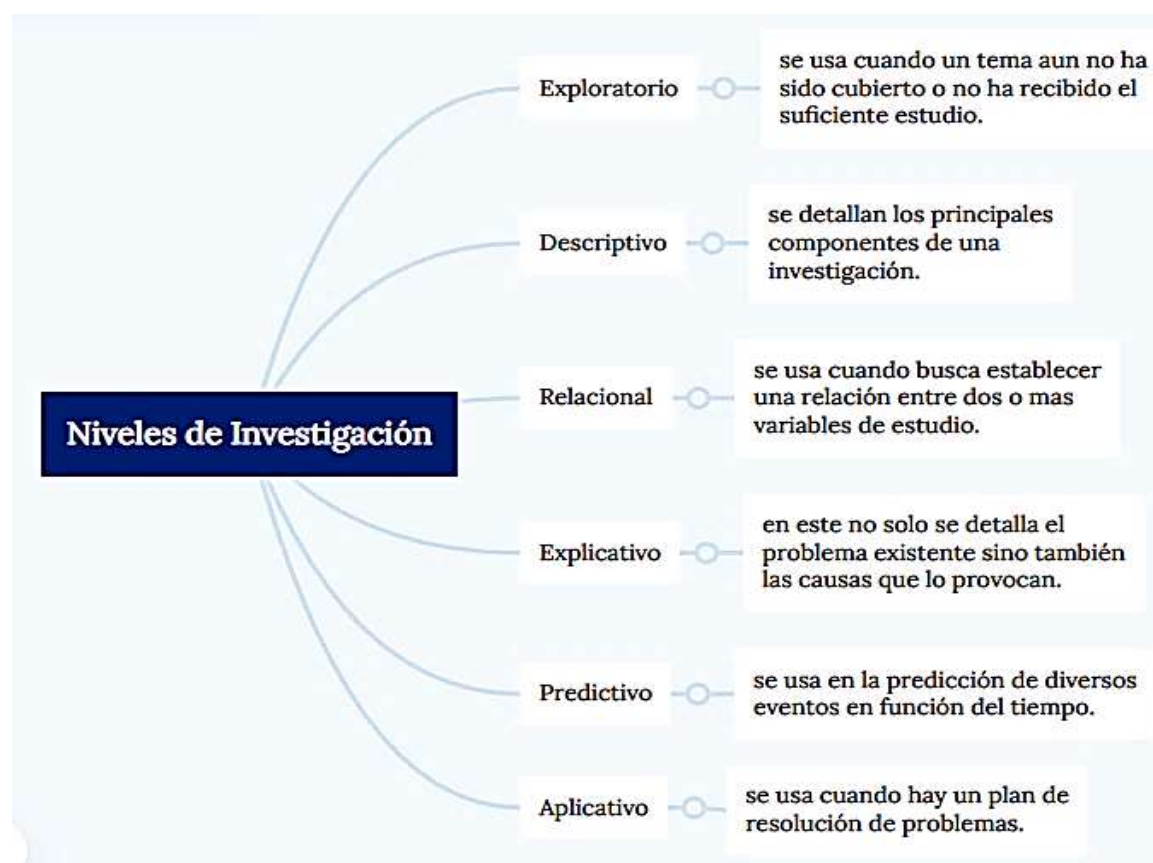 Niveles de Investigación
Exploratorio
se usa cuando un tema aun no ha
sido cubierto o no ha recibido el
suficiente estudio.
Descriptivo
se detallan los principales
componentes de una
investigación.
Relacional
se usa cuando busca establecer
una relación entre dos o mas
variables de estudio.
Explicativo
en este no solo se detalla el
problema existente sino también
las causas que lo provocan.
Predictivo
se usa en la predicción de diversos
eventos en función del tiempo.
Aplicativo
se usa cuando hay un plan de
resolución de problemas.